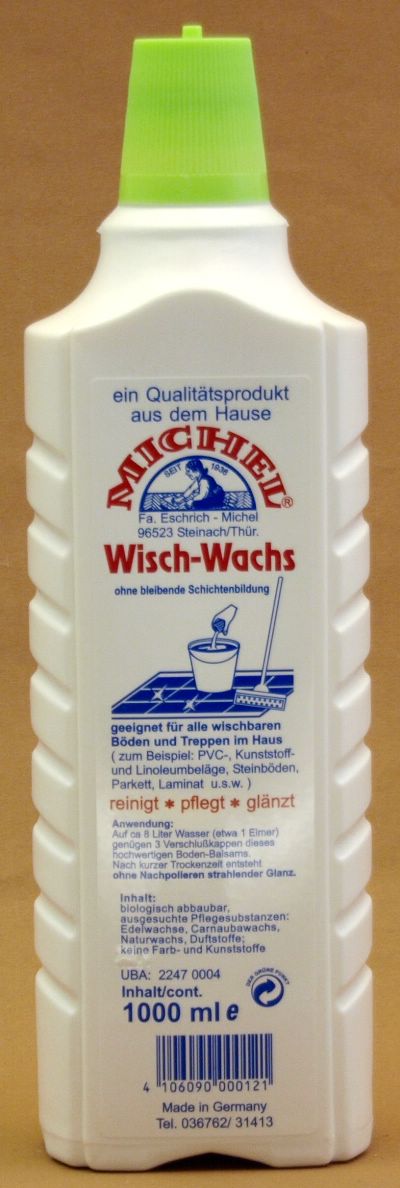 ein Qualitätsprodukt
aus dem Hause
MICHEL®
SEIT 1936
Fa. Eschrich - Michel
96523 Steinach/Thür.
Wisch-Wachs
ohne bleibende Schichtenbildung
geeignet für alle wischbaren
Böden und Treppen im Haus
( zum Beispiel: PVC-, Kunststoff-
und Linoleumbeläge, Steinböden,
Parkett, Laminat u.s.w. )
reinigt * pflegt * glänzt
Anwendung:
Auf ca 8 Liter Wasser (etwa 1 Eimer)
genügen 3 Verschlußkappen dieses
hochwertigen Boden-Balsams.
Nach kurzer Trockenzeit entsteht
ohne Nachpolieren strahlender Glanz.
Inhalt:
biologisch abbaubar,
ausgesuchte Pflegesubstanzen:
Edelwachse, Carnaubawachs,
Naturwachs, Duftstoffe;
keine Farb- und Kunststoffe
UBA: 2247 0004
DER GRÜNE PUNKT
Inhalt/cont.
1000 ml e
4 106090 000121
Made in Germany
Tel. 036762/ 31413